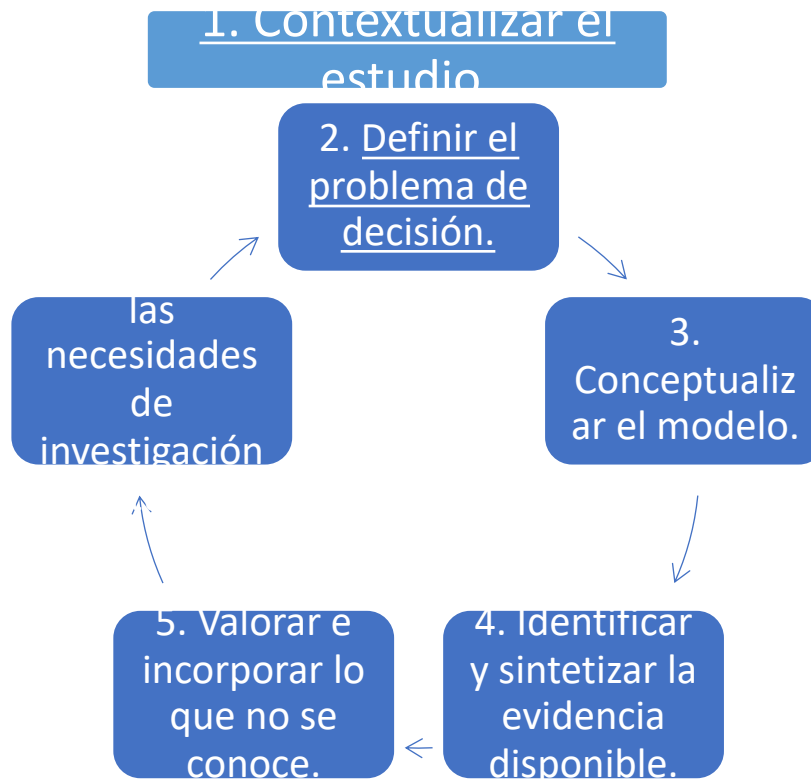 1. Contextualizar el
estudio
2. Definir el
problema de
decisión.
3.
Conceptualiz
ar el modelo.
4. Identificar
y sintetizar la
evidencia
disponible.
5. Valorar e
incorporar lo
que no se
conoce.
las
necesidades
de
investigación